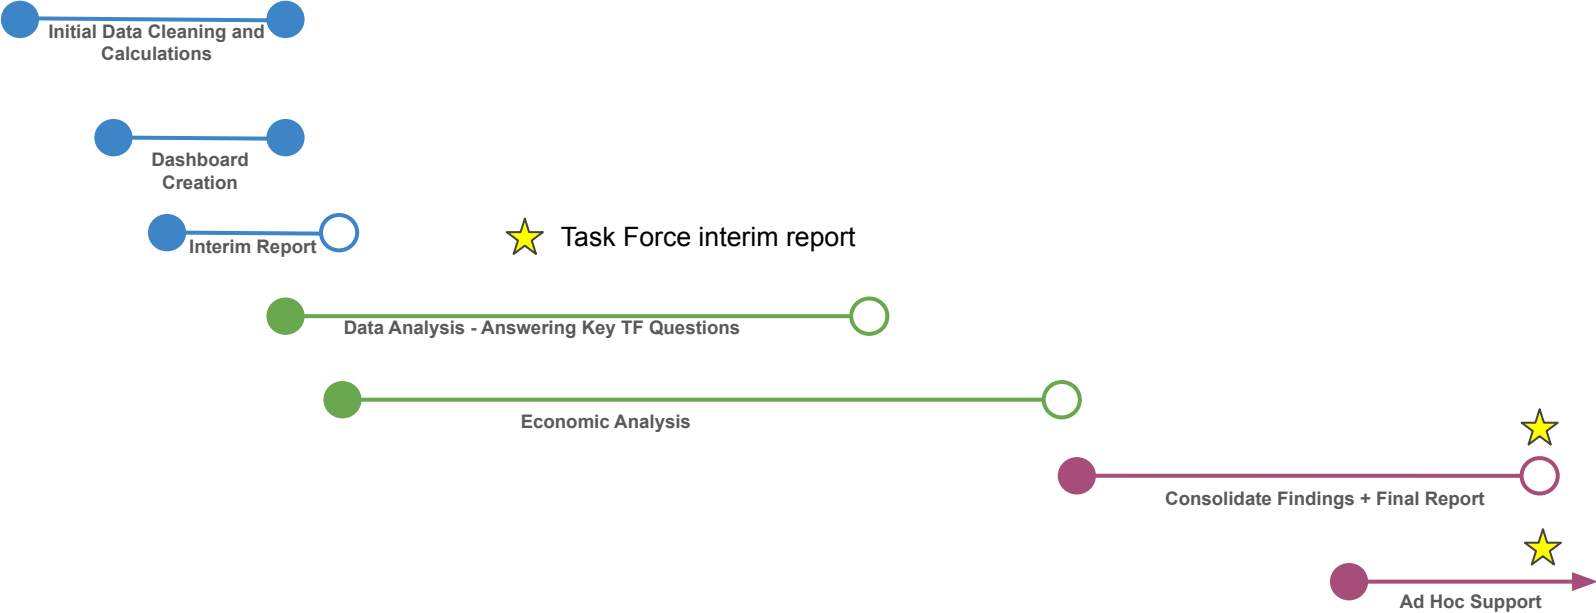 Initial Data Cleaning and
Calculations
Dashboard
Creation
Interim Report
Task Force interim report
Data Analysis - Answering Key TF Questions
Economic Analysis
Consolidate Findings + Final Report
Ad Hoc Support